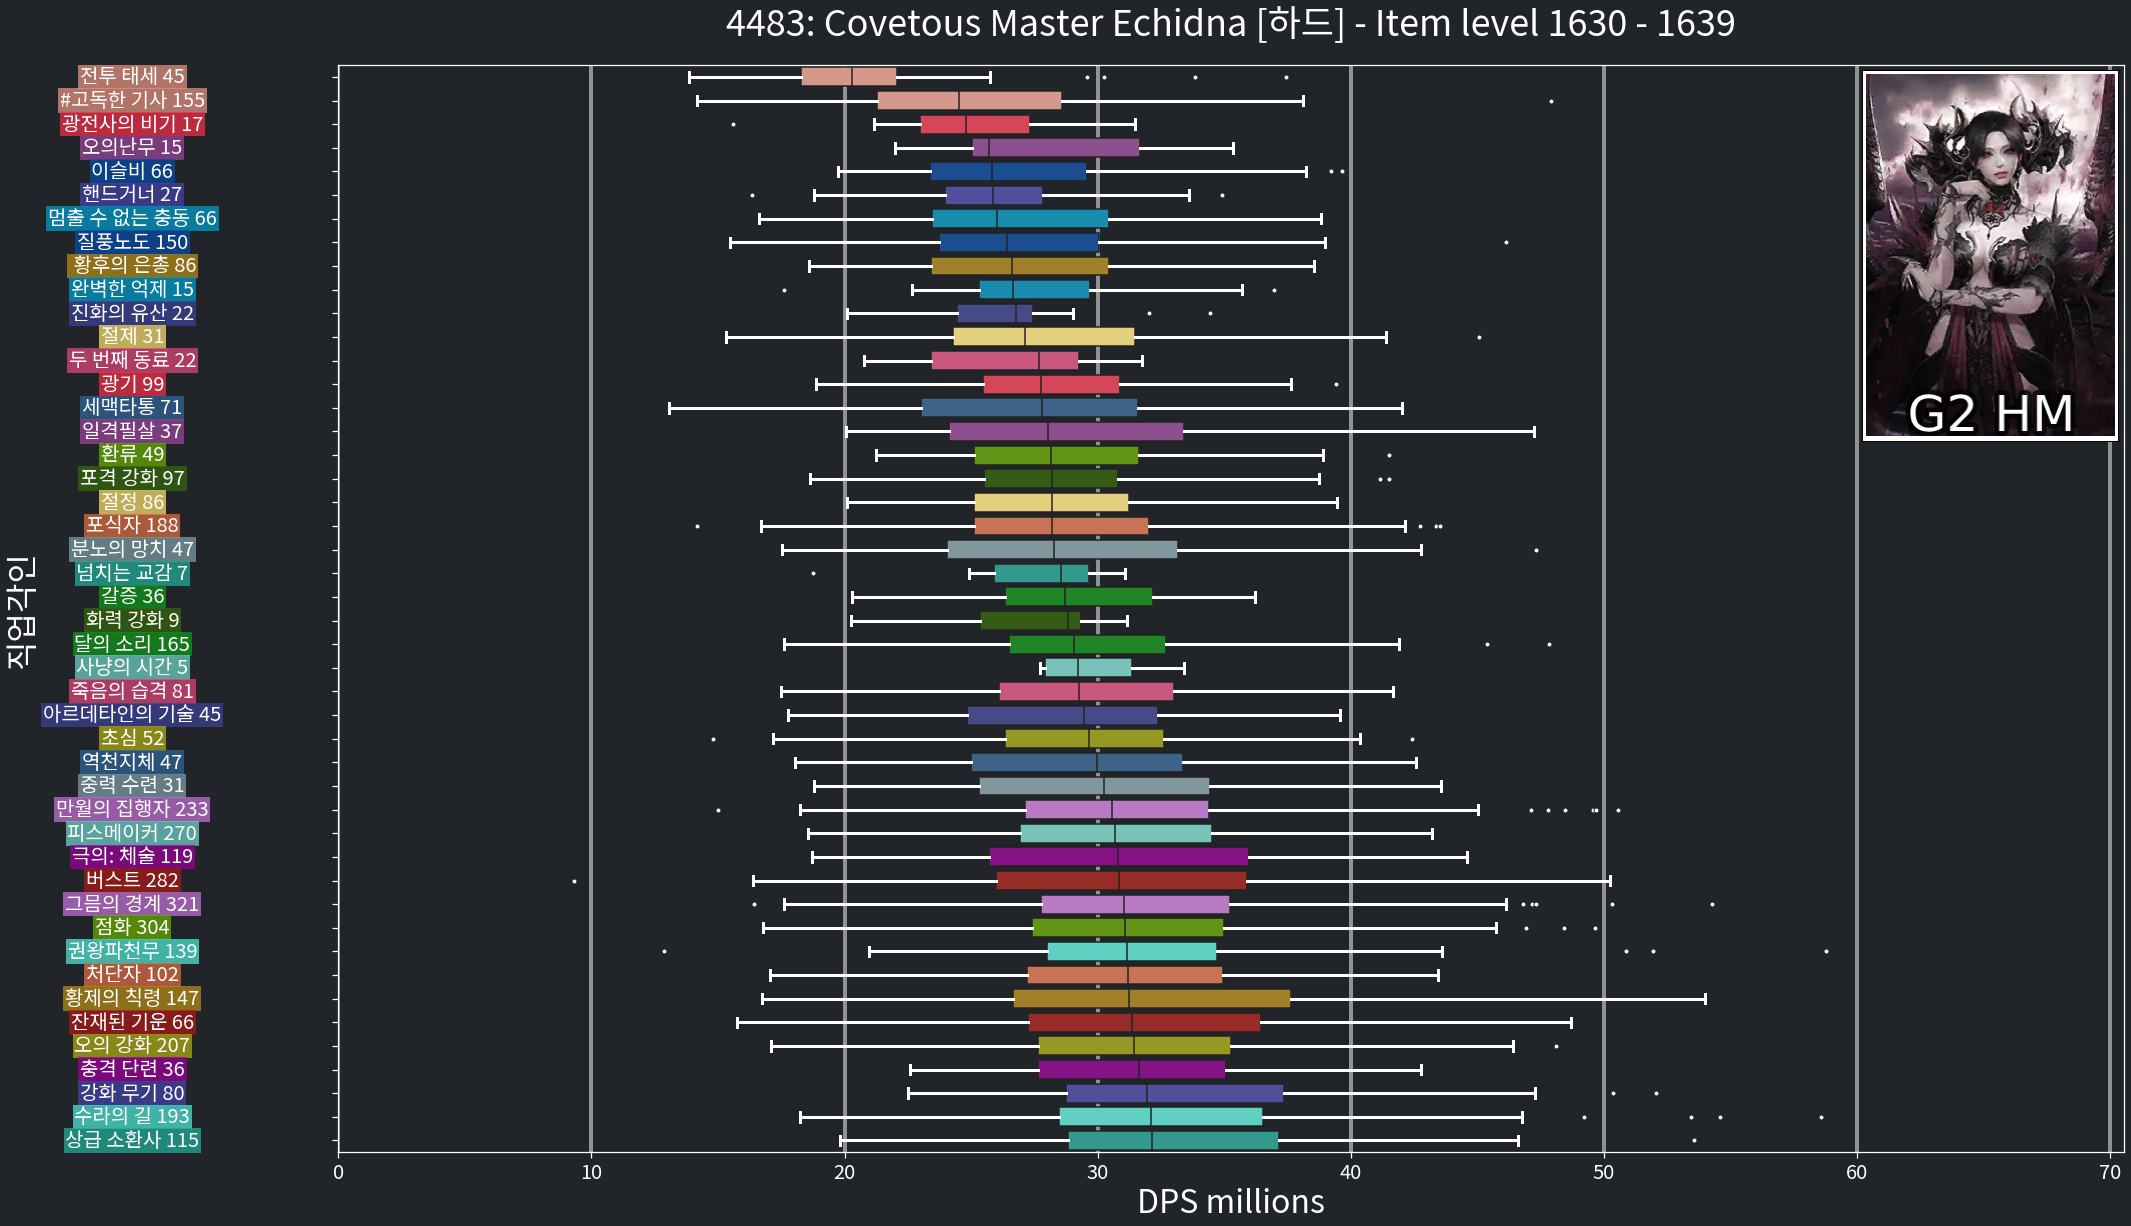 4483: Covetous Master Echidna [하드] - Item level 1630 - 1639
전투 태세 45
#고독한 기사 155
광전사의 비기 17
오의난무 15
이슬비 66
핸드거너 27
멈출 수 없는 충동 66
질풍노도 150
황후의 은총 86
완벽한 억제 15
진화의 유산 22
절제 31
두 번째 동료 22
광기 99
세맥타통 71
일격필살 37
환류 49
포격 강화 97
절정 86
포식자 188
분노의 망치 47
넘치는 교감 7
갈증 36
화력 강화 9
달의 소리 165
사냥의 시간 5
죽음의 습격 81
아르데타인의 기술 45
초심 52
역천지체 47
중력 수련 31
만월의 집행자 233
피스메이커 270
극의: 체술 119
버스트 282
그믐의 경계 321
점화 304
권왕파천무 139
처단자 102
황제의 칙령 147
잔재된 기운 66
오의 강화 207
충격 단련 36
강화 무기 80
수라의 길 193
상급 소환사 115
직업각인
G2 HM
0 10 20 30 40 50 60 70
DPS millions